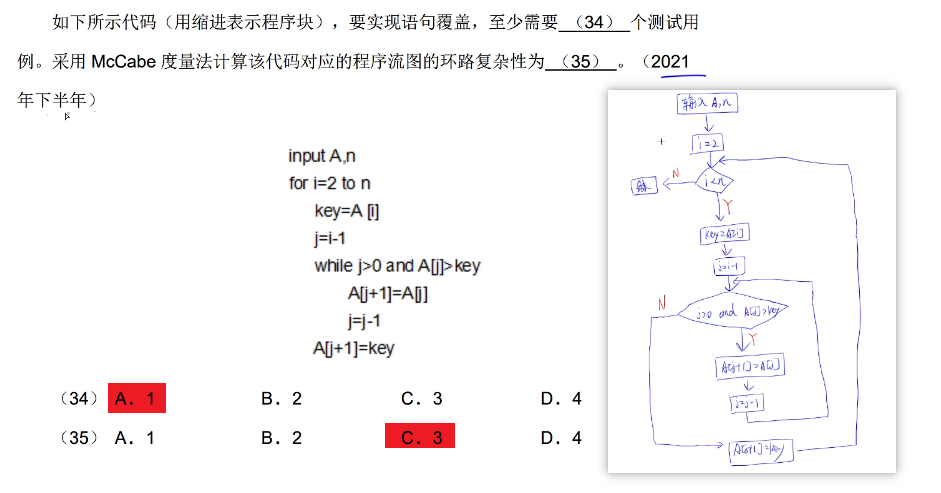 如下所示代码（用缩进表示程序块），要实现语句覆盖，至少需要 （34） 个测试用
例。采用 McCabe 度量法计算该代码对应的程序流图的环路复杂性为 （35） 。（2021
年下半年）
input A,n
for i=2 to n
key=A [i]
j=i-1
while j>0 and A[j]>key
A[j+1]=A[j]
j=j-1
A[j+1]=key
（34） A．1 B．2 C．3 D．4
（35） A．1 B．2 C．3 D．4
输入 A,n
i=2
N
i<n
Y
key=A[i]
j=i-1
N
j>0 and A[j]>key
Y
A[j+1]=A[j]
j=j-1
A[j+1]=key